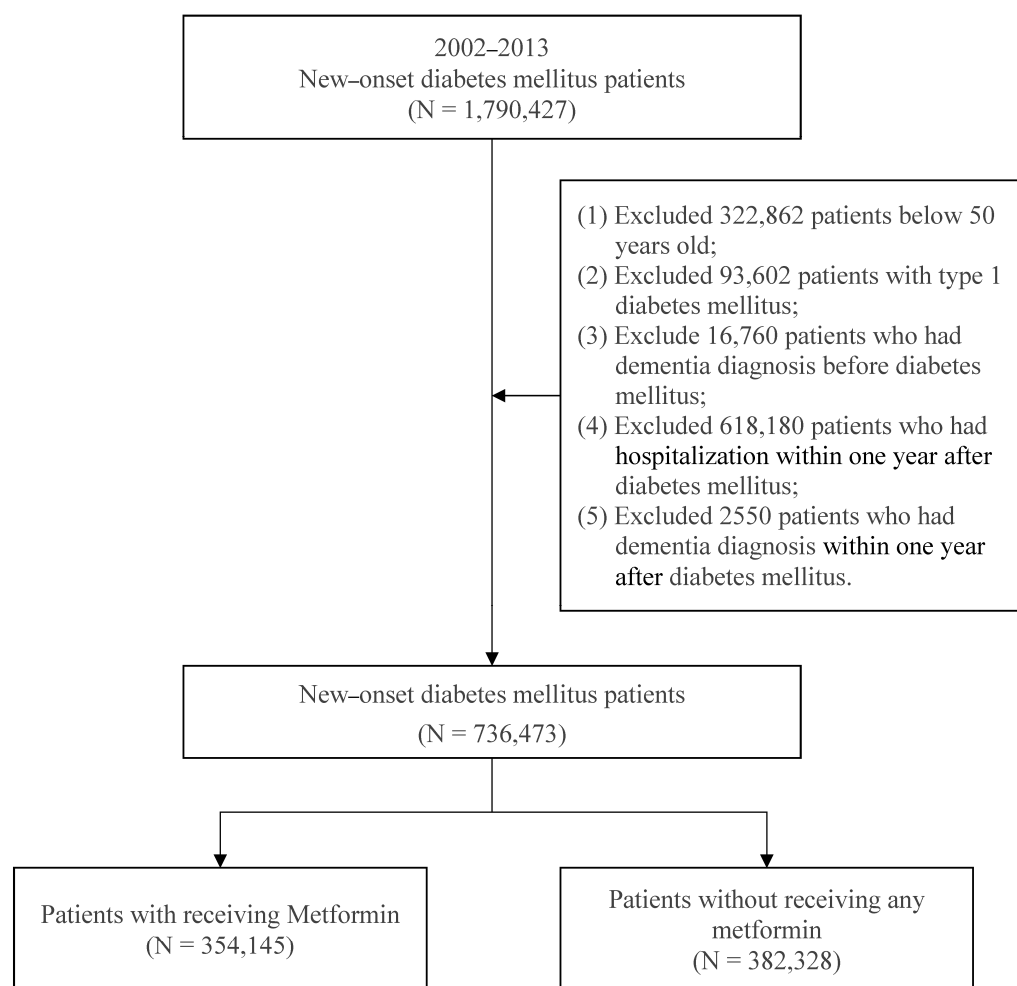 2002–2013
New–onset diabetes mellitus patients
(N = 1,790,427)
(1) Excluded 322,862 patients below 50
years old;
(2) Excluded 93,602 patients with type 1
diabetes mellitus;
(3) Exclude 16,760 patients who had
dementia diagnosis before diabetes
mellitus;
(4) Excluded 618,180 patients who had
hospitalization within one year after
diabetes mellitus;
(5) Excluded 2550 patients who had
dementia diagnosis within one year
after diabetes mellitus.
New–onset diabetes mellitus patients
(N = 736,473)
Patients with receiving Metformin
(N = 354,145)
Patients without receiving any
metformin
(N = 382,328)